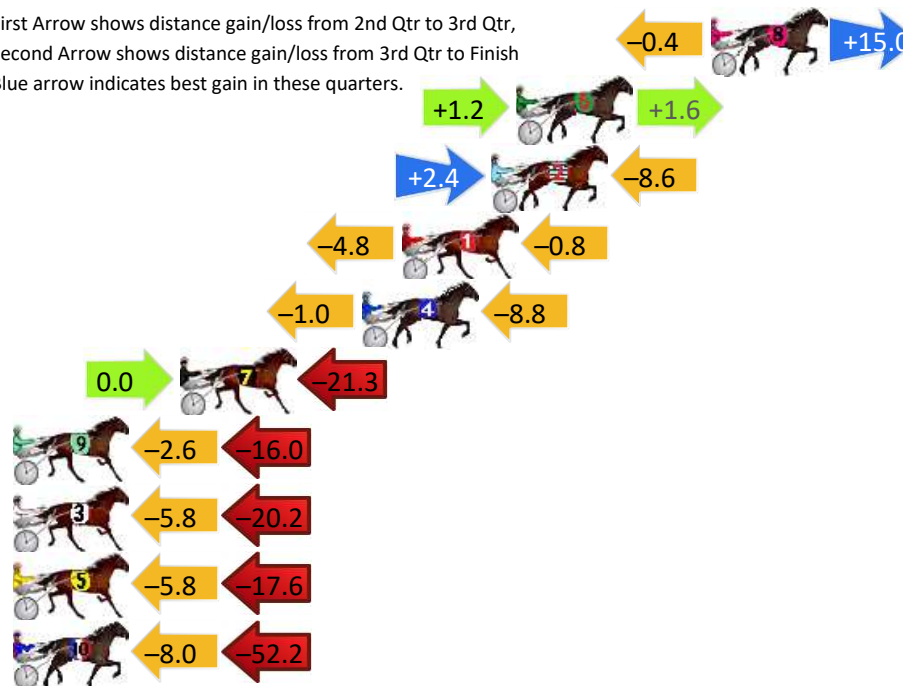 irst Arrow shows distance gain/loss from 2nd Qtr to 3rd Qtr,
econd Arrow shows distance gain/loss from 3rd Qtr to Finish
Blue arrow indicates best gain in these quarters.
–0.4 8 +15.0
+1.2 6 +1.6
+2.4 2 –8.6
–4.8 1 –0.8
–1.0 4 –8.8
0.0 7 –21.3
9 –2.6 –16.0
3 –5.8 –20.2
5 –5.8 –17.6
10 –8.0 –52.2